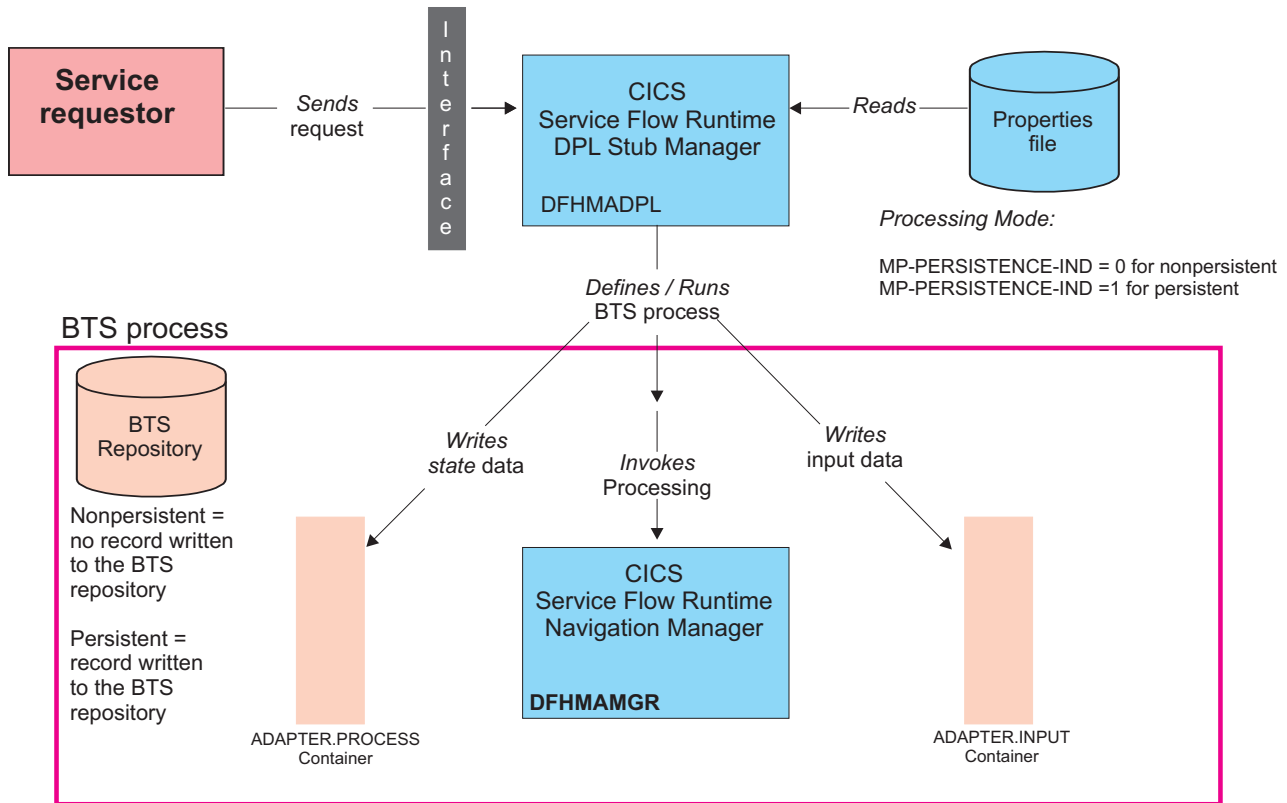 Service
requestor
Sends
request
Interface
CICS
Service Flow Runtime
DPL Stub Manager
DFHMADPL
Reads
Properties
file
Processing Mode:
MP-PERSISTENCE-IND = 0 for nonpersistent
MP-PERSISTENCE-IND =1 for persistent
Defines / Runs
BTS process
BTS process
BTS
Repository
Nonpersistent =
no record written
to the BTS
repository
Persistent =
record written
to the BTS
repository
Writes
state data
Invokes
Processing
Writes
input data
CICS
Service Flow Runtime
Navigation Manager
DFHMAMGR
ADAPTER.PROCESS
Container
ADAPTER.INPUT
Container